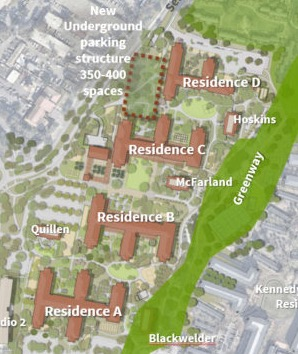 New
Underground
parking
structure
350-400
spaces
Residence D
Hoskins
Residence C
McFarland
Greenway
Residence B
Quillen
Residence A
Blackwelder